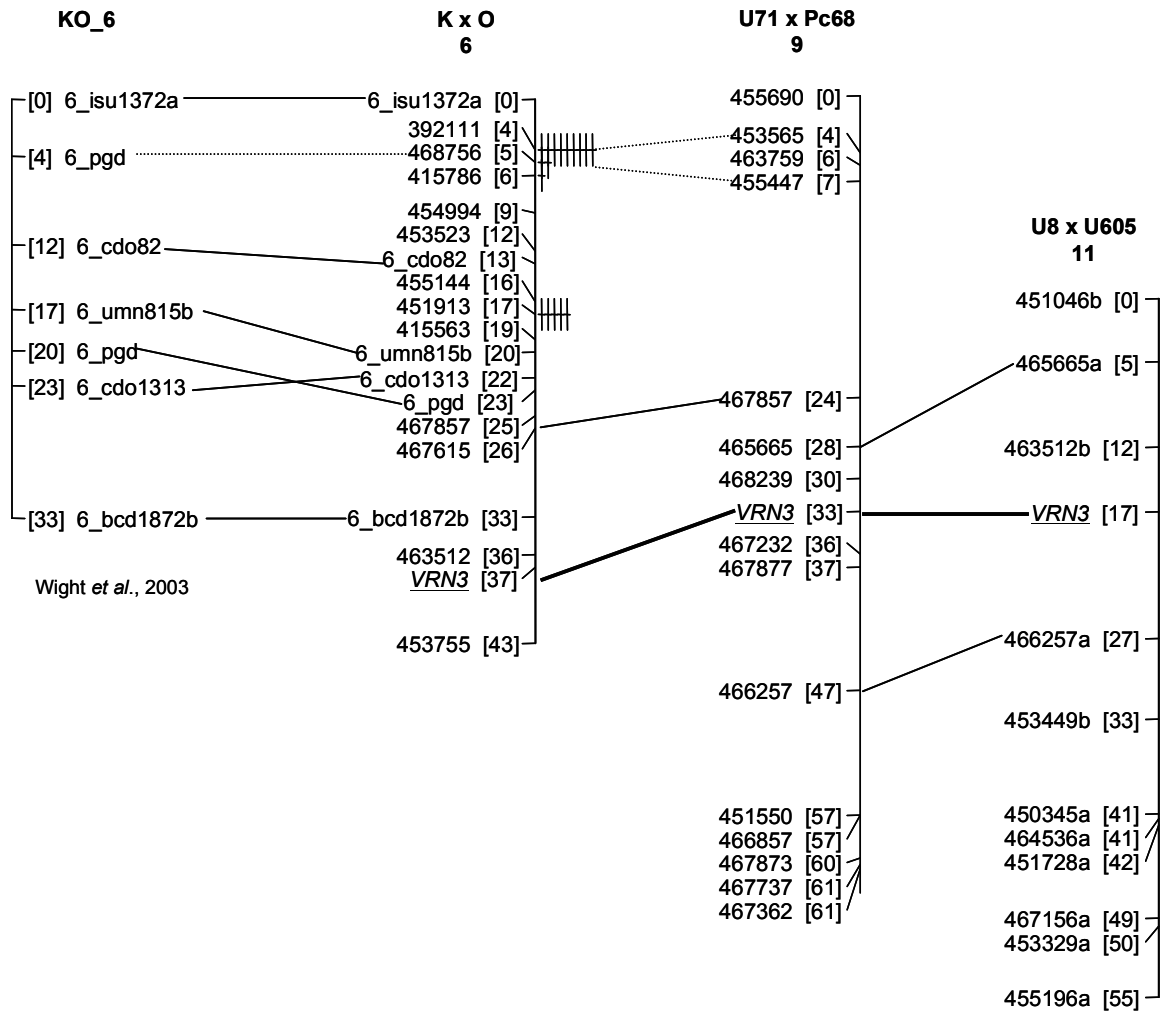 KO_6
[0] 6_isu1372a
[4] 6_pgd
[12] 6_cdo82
[17] 6_umn815b
[20] 6_pgd
[23] 6_cdo1313
[33] 6_bcd1872b
Wight et al., 2003
K x O
6
6_isu1372a [0]
392111 [4]
468756 [5]
415786 [6]
454994 [9]
453523 [12]
6_cdo82 [13]
455144 [16]
451913 [17]
415563 [19]
6_umn815b [20]
6_cdo1313 [22]
6_pgd [23]
467857 [25]
467615 [26]
6_bcd1872b [33]
463512 [36]
VRN3 [37]
453755 [43]
U71 x Pc68
9
455690 [0]
453565 [4]
463759 [6]
455447 [7]
467857 [24]
465665 [28]
468239 [30]
VRN3 [33]
467232 [36]
467877 [37]
466257 [47]
451550 [57]
466857 [57]
467873 [60]
467737 [61]
467362 [61]
U8 x U605
11
451046b [0]
465665a [5]
463512b [12]
VRN3 [17]
466257a [27]
453449b [33]
450345a [41]
464536a [41]
451728a [42]
467156a [49]
453329a [50]
455196a [55]